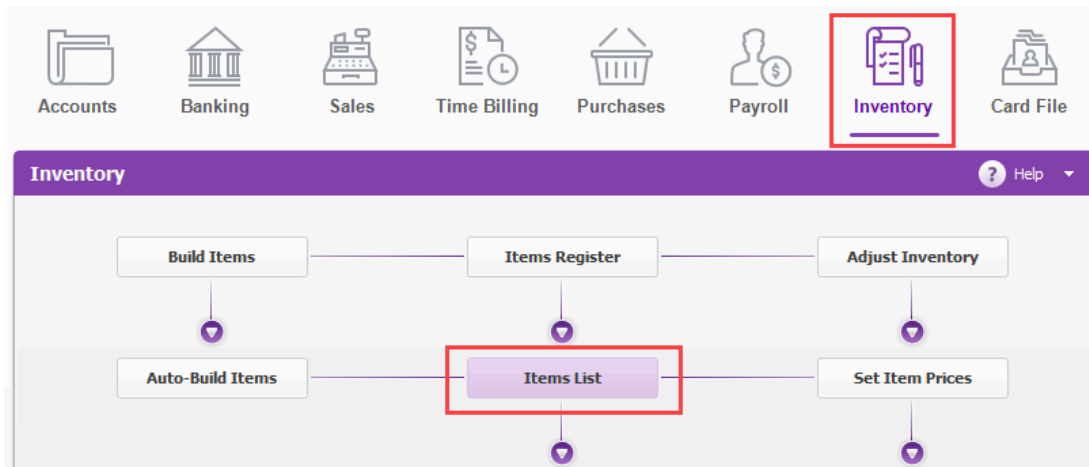 Accounts
Banking
Sales
Time Billing
Purchases
Payroll
Inventory
Card File
Inventory
? Help
Build Items
Items Register
Adjust Inventory
Auto-Build Items
Items List
Set Item Prices